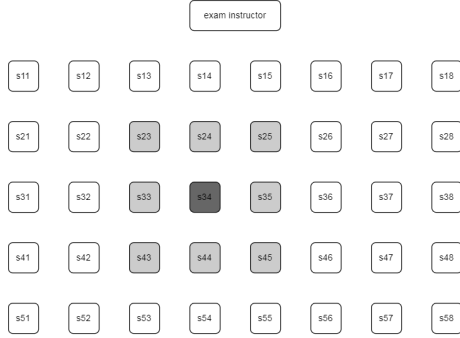 exam instructor
s11 s12 s13 s14 s15 s16 s17 s18
s21 s22 s23 s24 s25 s26 s27 s28
s31 s32 s33 s34 s35 s36 s37 s38
s41 s42 s43 s44 s45 s46 s47 s48
s51 s52 s53 s54 s55 s56 s57 s58